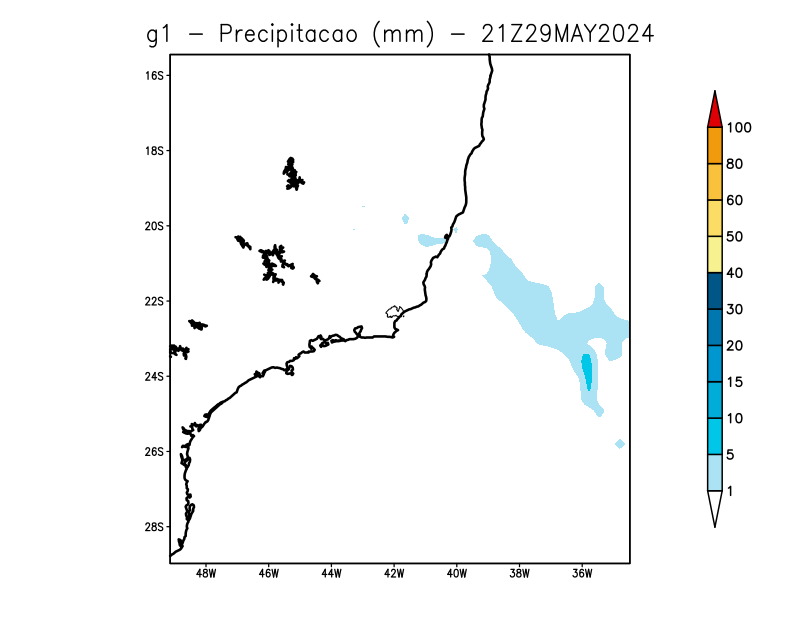 g1 – Precipitacao (mm) – 21Z29MAY2024
16S
18S
20S
22S
24S
26S
28S
48W 46W 44W 42W 40W 38W 36W
100
80
60
50
40
30
20
15
10
5
1